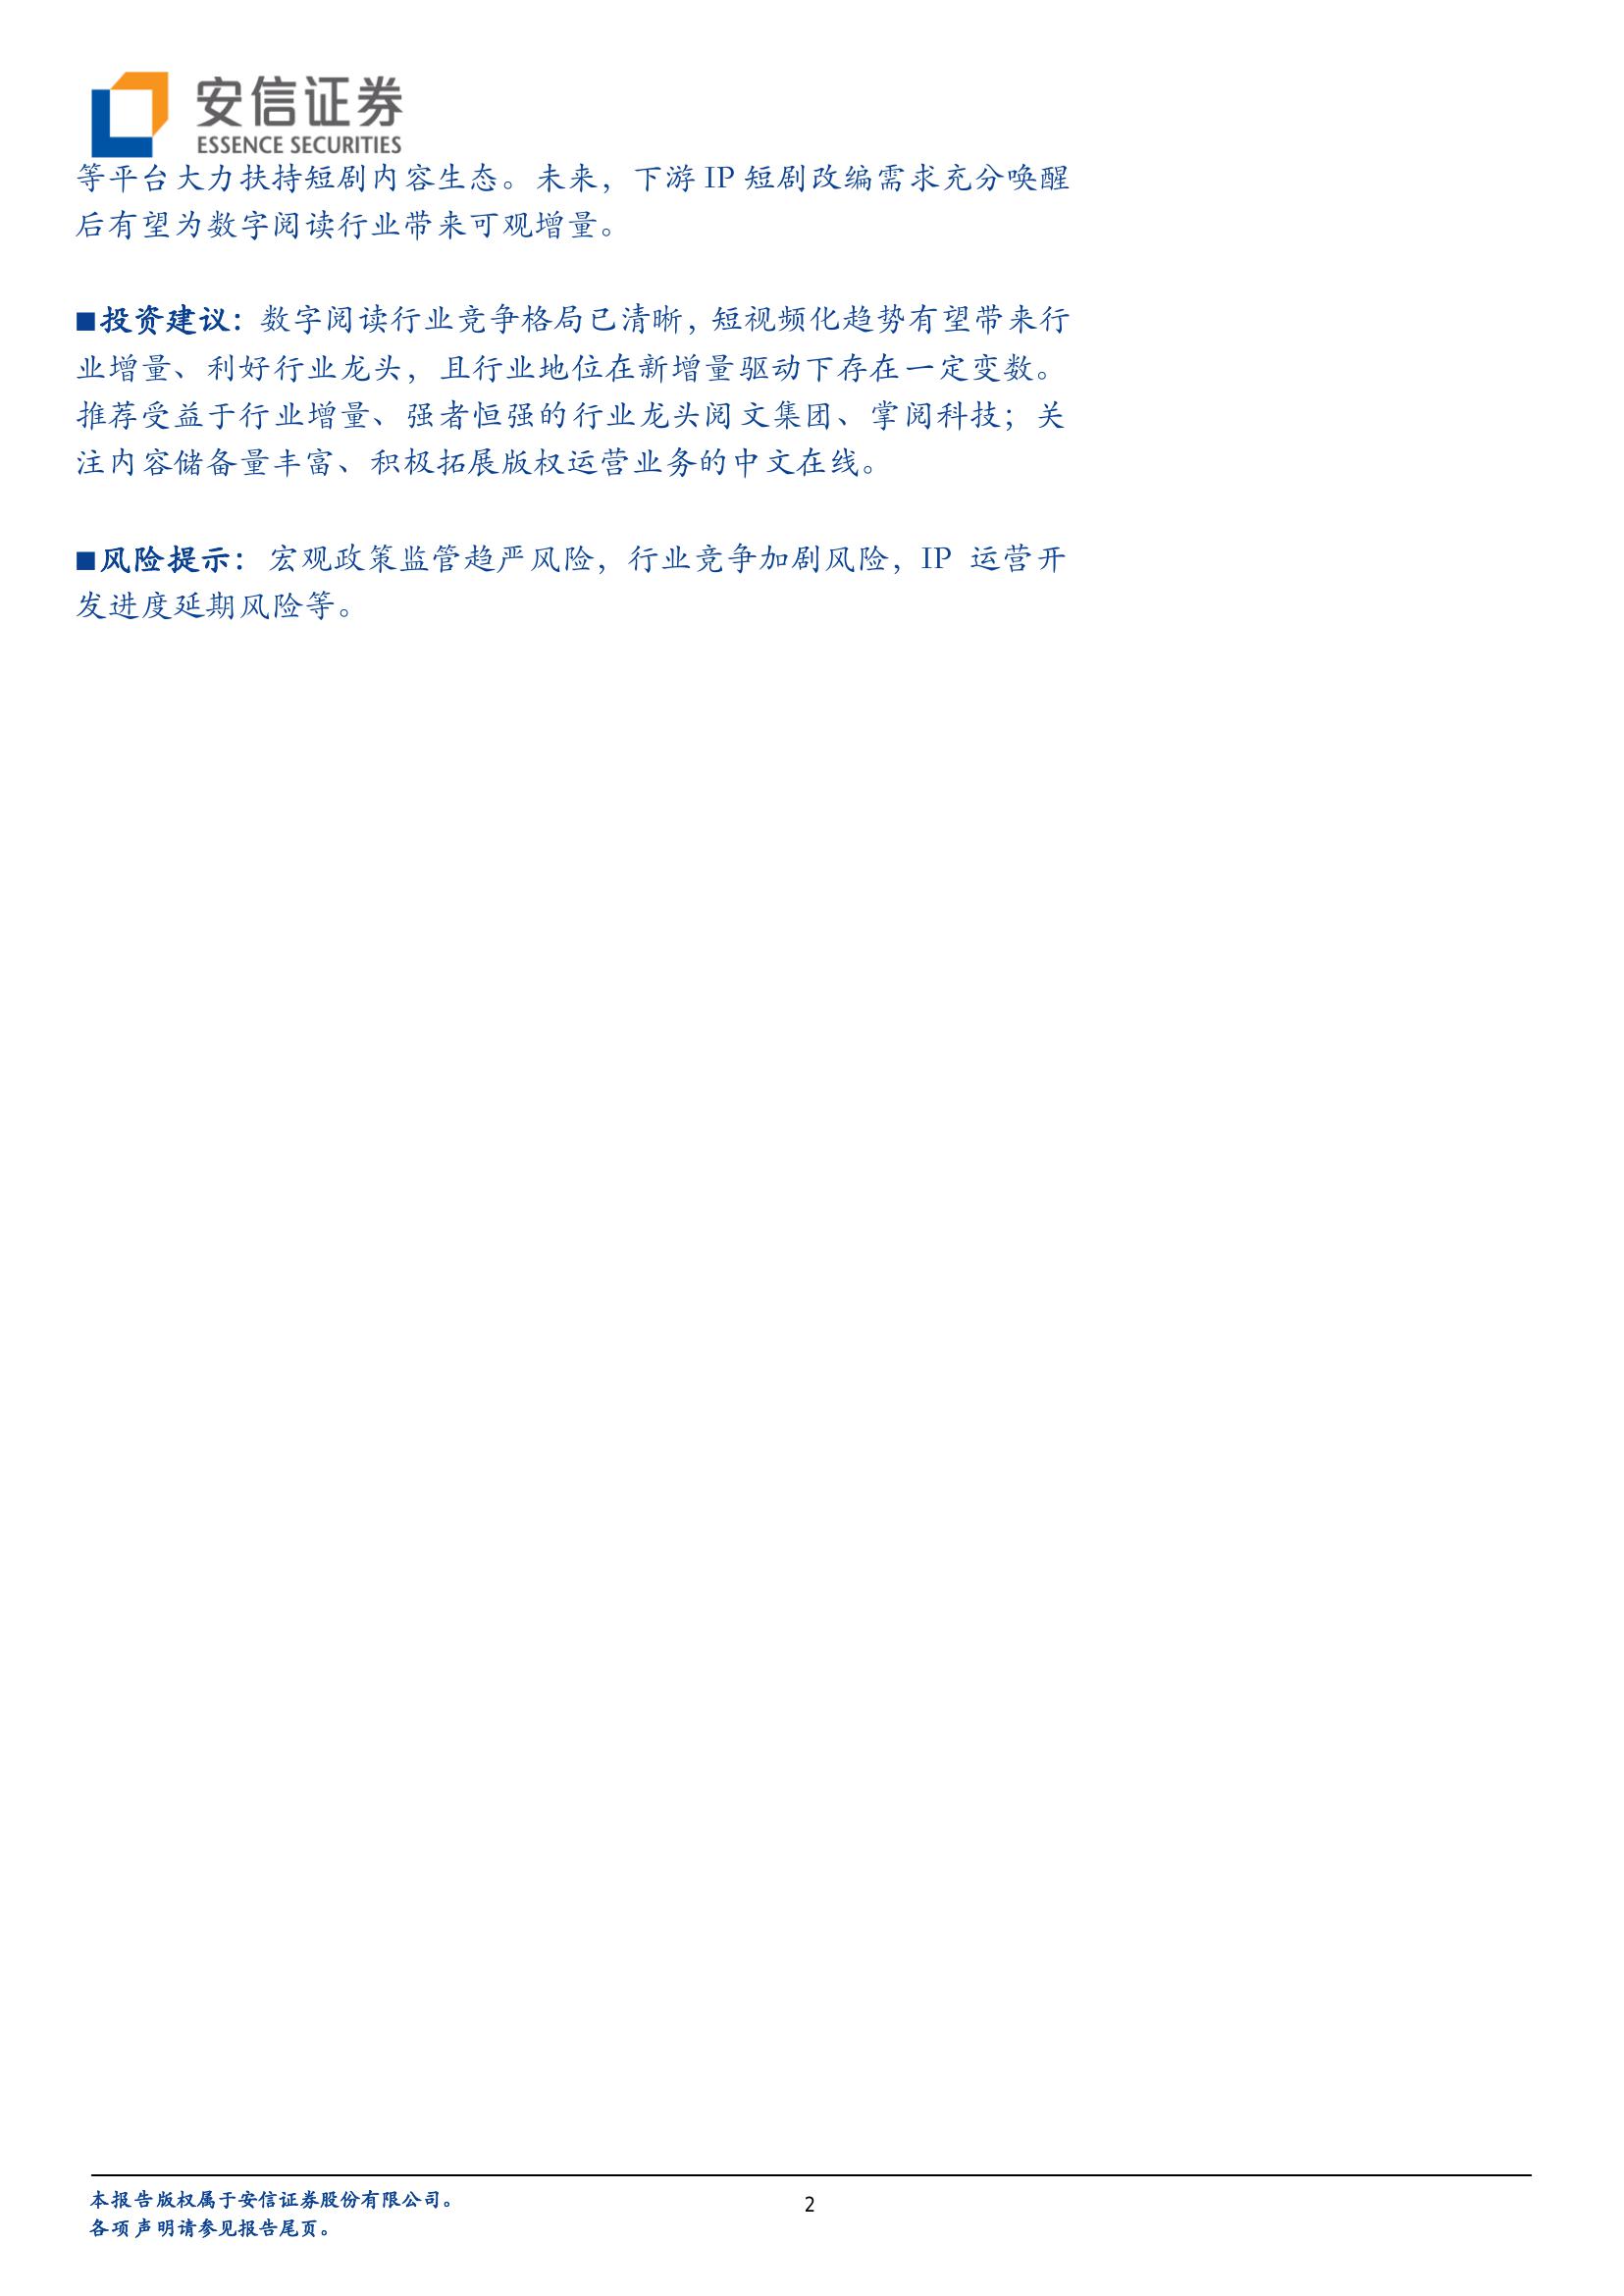 安信证券
ESSENCE SECURITIES
等平台大力扶持短剧内容生态。未来，下游 IP 短剧改编需求充分唤醒
后有望为数字阅读行业带来可观增量。
■投资建议：数字阅读行业竞争格局已清晰，短视频化趋势有望带来行
业增量、利好行业龙头，且行业地位在新增量驱动下存在一定变数。
推荐受益于行业增量、强者恒强的行业龙头阅文集团、掌阅科技；关
注内容储备量丰富、积极拓展版权运营业务的中文在线。
■风险提示：宏观政策监管趋严风险，行业竞争加剧风险，IP 运营开
发进度延期风险等。
本报告版权属于安信证券股份有限公司。
各项声明请参见报告尾页。
2